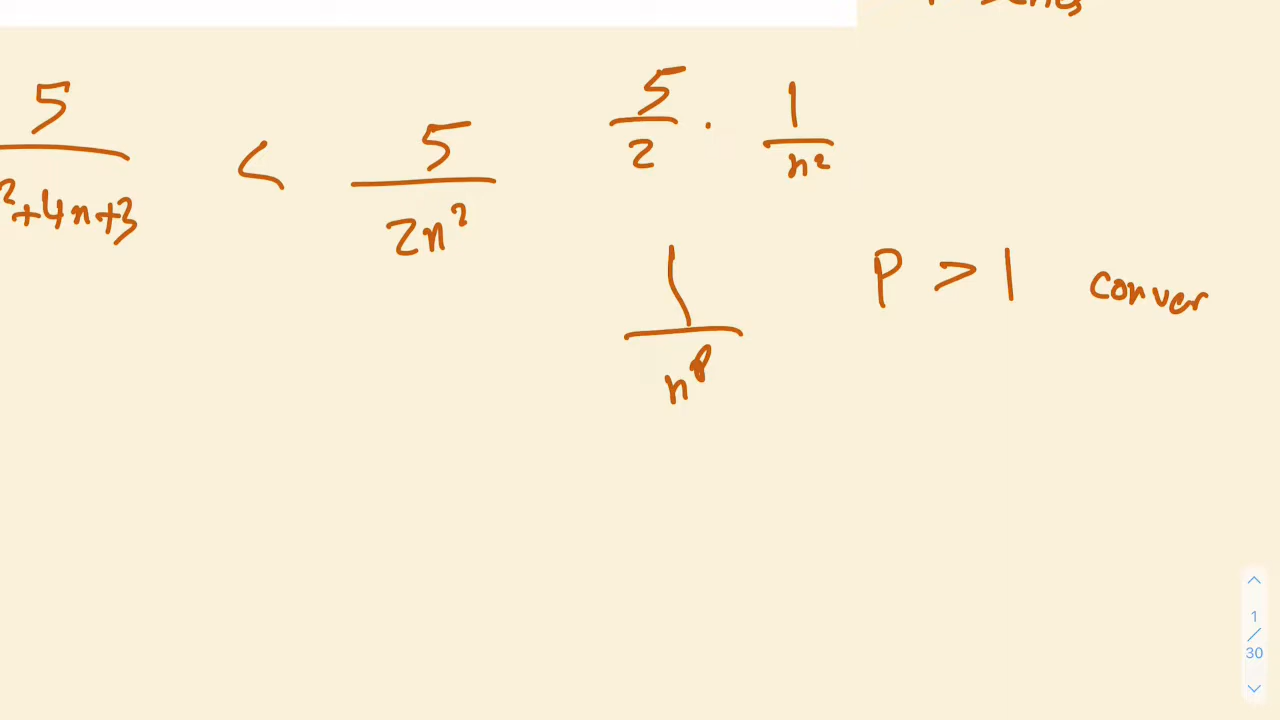 5/²+4n+3 < 5/2n² 5/2 · 1/n²
1/nᵖ P > 1 conver
1
/
30